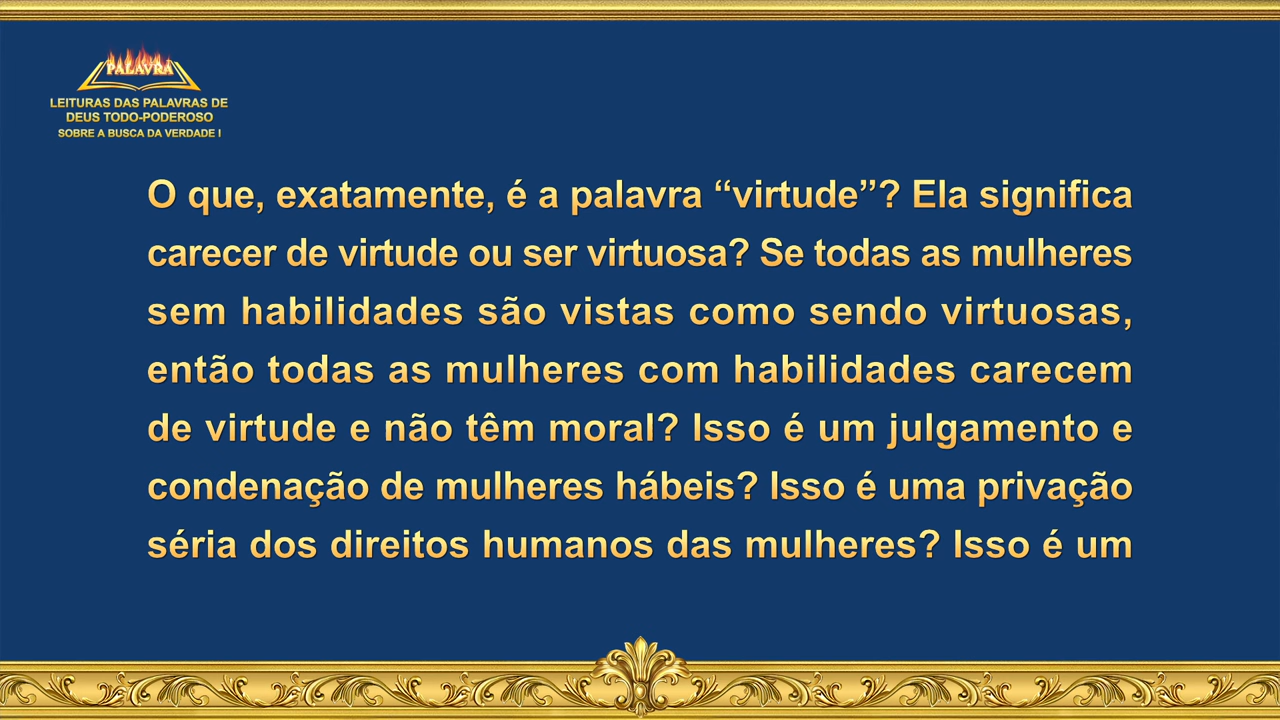 PALAVRA
LEITURAS DAS PALAVRAS DE
DEUS TODO-PODEROSO
SOBRE A BUSCA DA VERDADE I
O que, exatamente, é a palavra “virtude”? Ela significa
carecer de virtude ou ser virtuosa? Se todas as mulheres
sem habilidades são vistas como sendo virtuosas,
então todas as mulheres com habilidades carecem
de virtude e não têm moral? Isso é um julgamento e
condenação de mulheres hábeis? Isso é uma privação
séria dos direitos humanos das mulheres? Isso é um